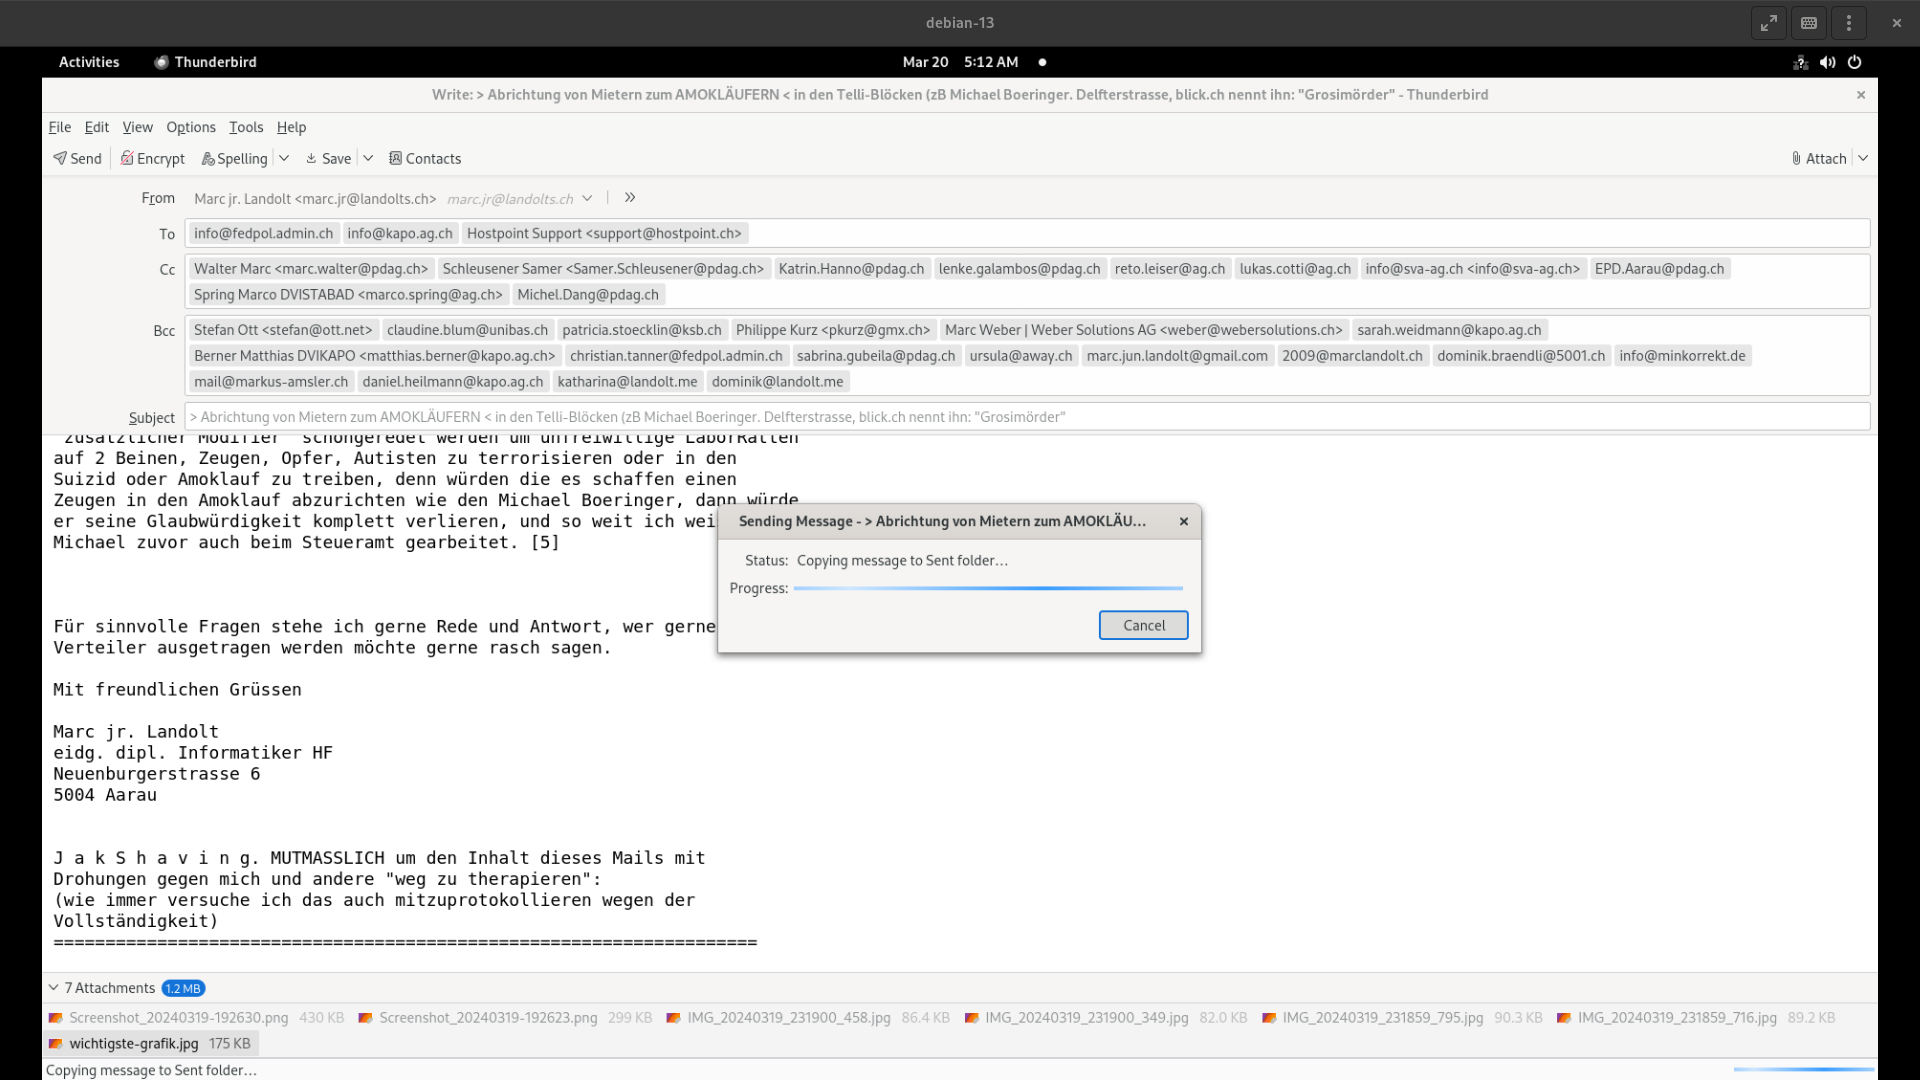 debian-13
Activities Thunderbird Mar 20 5:12 AM
Write: > Abrichtung von Mietern zum AMOKLÄUFERN < in den Telli-Blöcken (zB Michael Boeringer. Delfterstrasse, blick.ch nennt ihn: "Grosimörder" - Thunderbird
File Edit View Options Tools Help
Send Encrypt Spelling Save Contacts Attach
From Marc jr. Landolt <marc.jr@landolts.ch> marc.jr@landolts.ch
To info@fedpol.admin.ch info@kapo.ag.ch Hostpoint Support <support@hostpoint.ch>
Cc Walter Marc <marc.walter@pdag.ch> Schleusener Samer <Samer.Schleusener@pdag.ch> Katrin.Hanno@pdag.ch lenke.galambos@pdag.ch reto.leiser@ag.ch lukas.cotti@ag.ch info@sva-ag.ch <info@sva-ag.ch> EPD.Aarau@pdag.ch
Spring Marco DVISTABAD <marco.spring@ag.ch> Michel.Dang@pdag.ch
Bcc Stefan Ott <stefan@ott.net> claudine.blum@unibas.ch patricia.stoecklin@ksb.ch Philippe Kurz <pkurz@gmx.ch> Marc Weber | Weber Solutions AG <weber@webersolutions.ch> sarah.weidmann@kapo.ag.ch
Berner Matthias DVIKAPO <matthias.berner@kapo.ag.ch> christian.tanner@fedpol.admin.ch sabrina.gubeila@pdag.ch ursula@away.ch marc.jun.landolt@gmail.com 2009@marclandolt.ch dominik.braendli@5001.ch info@minkorrekt.de
mail@markus-amsler.ch daniel.heilmann@kapo.ag.ch katharina@landolt.me dominik@landolt.me
Subject > Abrichtung von Mietern zum AMOKLÄUFERN < in den Telli-Blöcken (zB Michael Boeringer. Delfterstrasse, blick.ch nennt ihn: "Grosimörder"
"zusätzlicher Modifier" schöngeredet werden um unfreiwillige LaborRatten
auf 2 Beinen, Zeugen, Opfer, Autisten zu terrorisieren oder in den
Suizid oder Amoklauf zu treiben, denn würden die es schaffen einen
Zeugen in den Amoklauf abzurichten wie den Michael Boeringer, dann würde
er seine Glaubwürdigkeit komplett verlieren, und so weit ich wei
Michael zuvor auch beim Steueramt gearbeitet. [5]
Sending Message - > Abrichtung von Mietern zum AMOKLÄU...
Status: Copying message to Sent folder…
Progress:
Cancel
Für sinnvolle Fragen stehe ich gerne Rede und Antwort, wer gerne
Verteiler ausgetragen werden möchte gerne rasch sagen.
Mit freundlichen Grüssen
Marc jr. Landolt
eidg. dipl. Informatiker HF
Neuenburgerstrasse 6
5004 Aarau
J a k S h a v i n g. MUTMASSLICH um den Inhalt dieses Mails mit
Drohungen gegen mich und andere "weg zu therapieren":
(wie immer versuche ich das auch mitzuprotokollieren wegen der
Vollständigkeit)
====================================================================
7 Attachments 1.2 MB
Screenshot_20240319-192630.png 430 KB Screenshot_20240319-192623.png 299 KB IMG_20240319_231900_458.jpg 86.4 KB IMG_20240319_231900_349.jpg 82.0 KB IMG_20240319_231859_795.jpg 90.3 KB IMG_20240319_231859_716.jpg 89.2 KB
wichtigste-grafik.jpg 175 KB
Copying message to Sent folder…